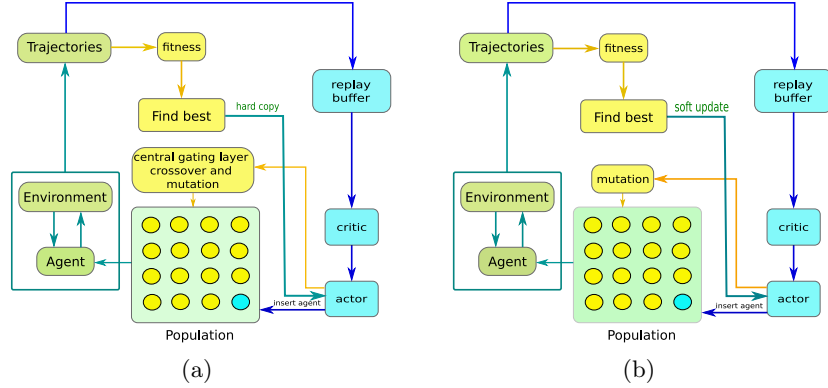 Trajectories
fitness
replay
buffer
Find best
hard copy
central gating layer
crossover and
mutation
Environment
Agent
critic
actor
insert agent
Population
(a)
Trajectories
fitness
replay
buffer
Find best
soft update
mutation
Environment
Agent
critic
actor
insert agent
Population
(b)